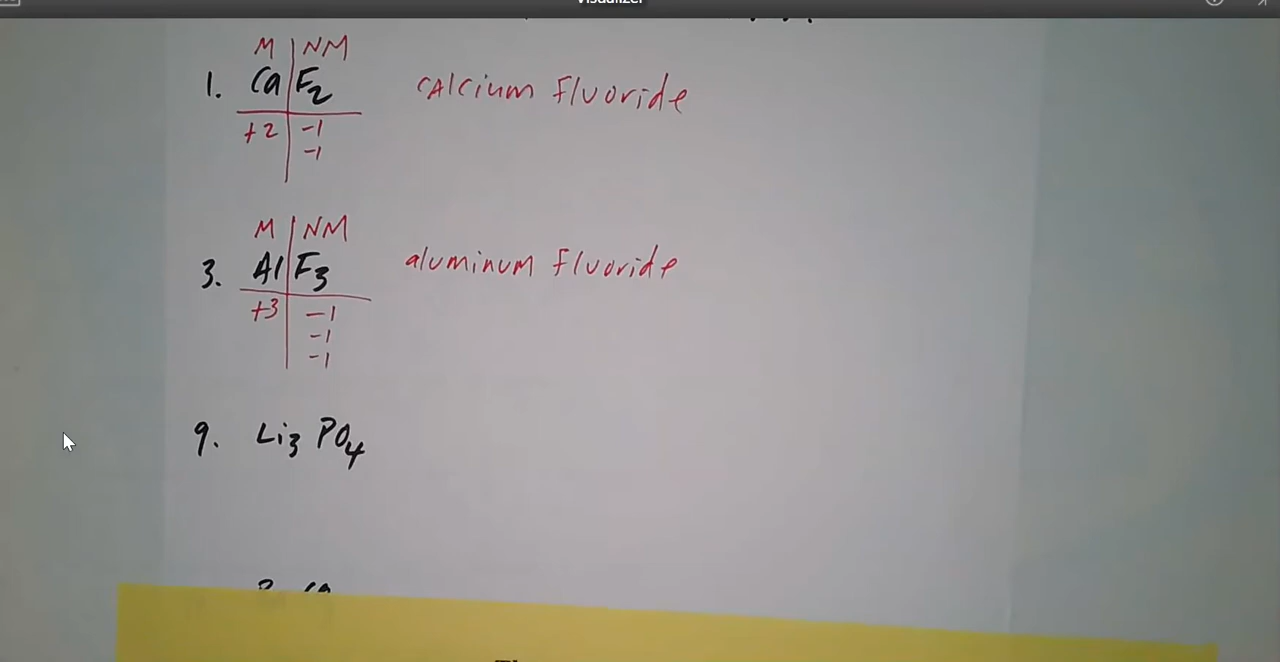 Visualizer
M | NM
1. Ca | F₂ Calcium Fluoride
+2 | -1
-1
M | NM
3. Al | F₃ aluminum Fluoride
+3 | -1
-1
-1
9. Li₃ PO₄